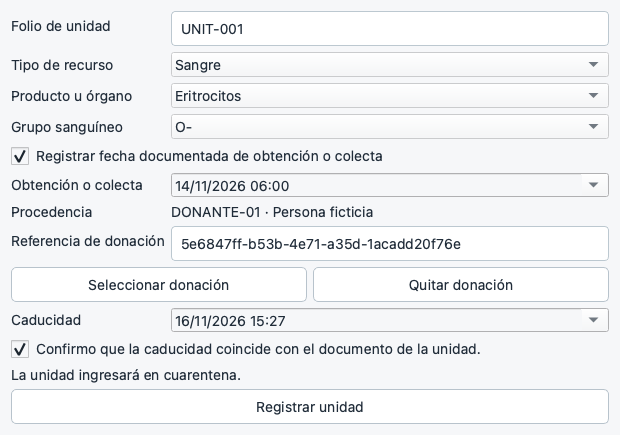 Folio de unidad UNIT-001
Tipo de recurso Sangre
Producto u órgano Eritrocitos
Grupo sanguíneo O-
Registrar fecha documentada de obtención o colecta
Obtención o colecta 14/11/2026 06:00
Procedencia DONANTE-01 · Persona ficticia
Referencia de donación 5e6847ff-b53b-4e71-a35d-1acadd20f76e
Seleccionar donación Quitar donación
Caducidad 16/11/2026 15:27
Confirmo que la caducidad coincide con el documento de la unidad.
La unidad ingresará en cuarentena.
Registrar unidad